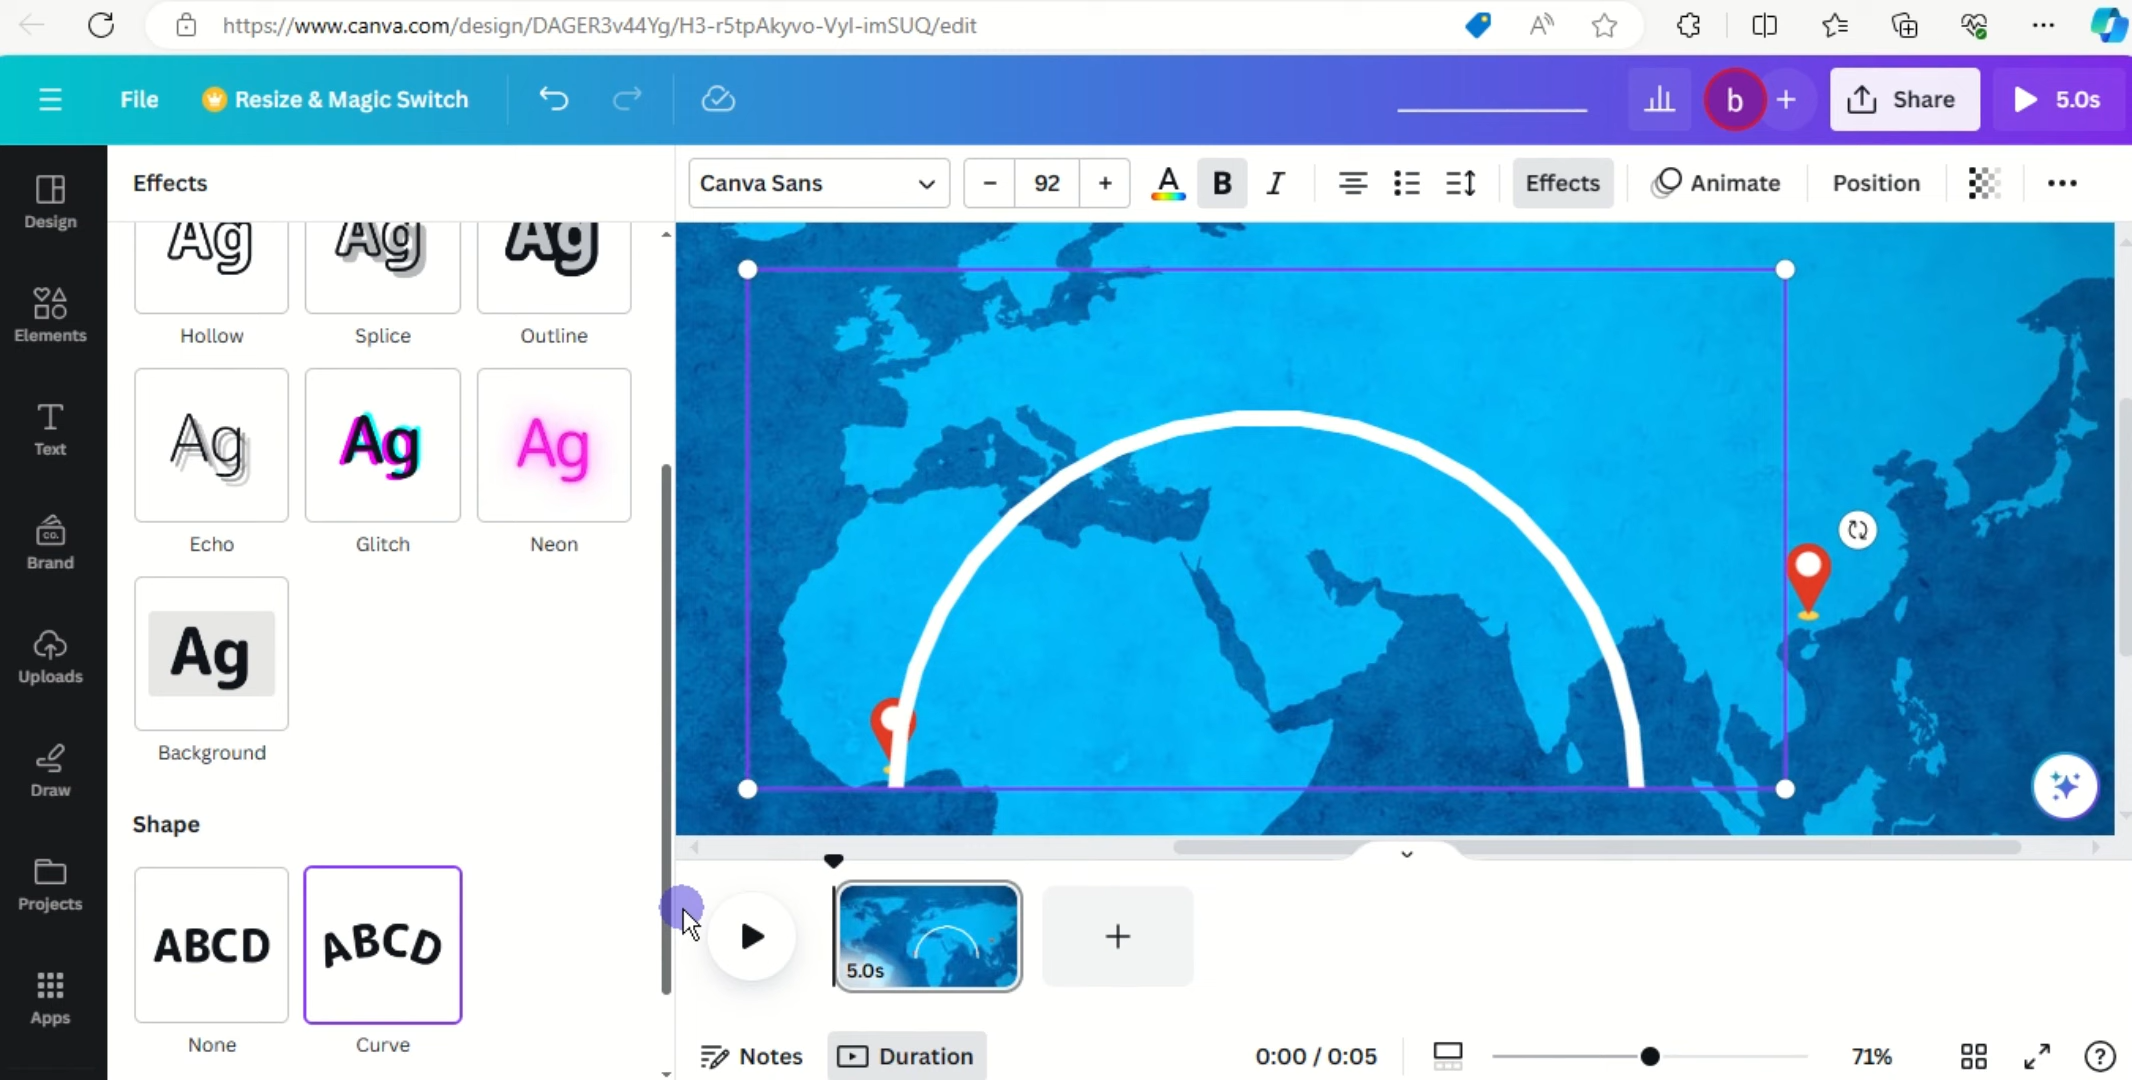 https://www.canva.com/design/DAGER3v44Yg/H3-r5tpAkyvo-VyI-imSUQ/edit
File
Resize & Magic Switch
b
+
Share
5.0s
Design
Elements
Text
Brand
Uploads
Draw
Projects
Apps
Effects
Ag
Ag
Ag
Hollow
Splice
Outline
Ag
Ag
Ag
Echo
Glitch
Neon
Ag
Background
Shape
ABCD
ABCD
None
Curve
Canva Sans
− 92 +
A
B
I
Effects
Animate
Position
5.0s
+
Notes
Duration
0:00 / 0:05
71%
?